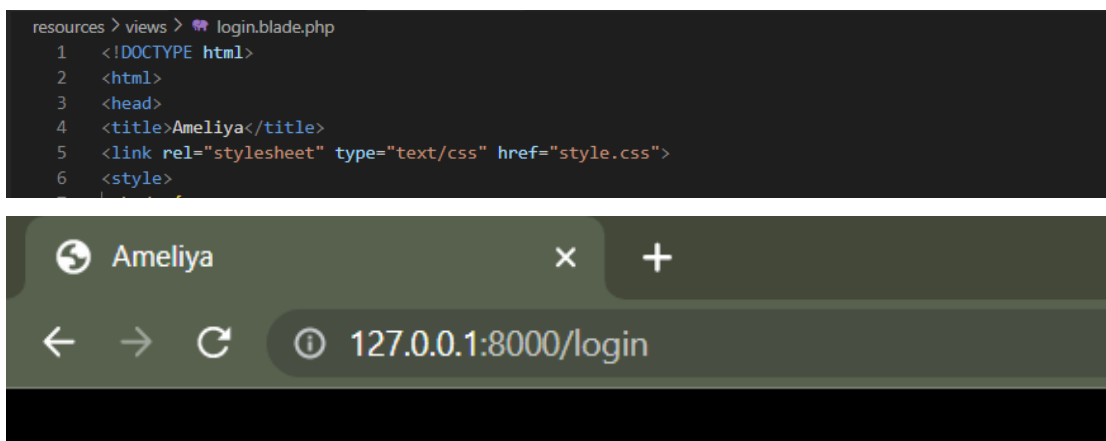 resources > views > login.blade.php
1 <!DOCTYPE html>
2 <html>
3 <head>
4 <title>Ameliya</title>
5 <link rel="stylesheet" type="text/css" href="style.css">
6 <style>
Ameliya
127.0.0.1:8000/login